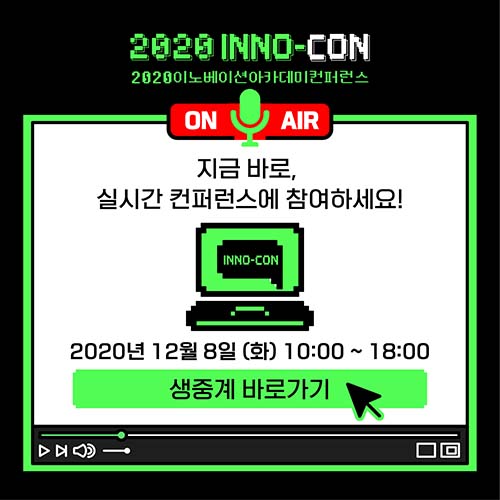 2020 INNO-CON
2020이노베이션아카데미컨퍼런스
ON AIR
지금 바로,
실시간 컨퍼런스에 참여하세요!
INNO-CON
2020년 12월 8일 (화) 10:00 ~ 18:00
생중계 바로가기